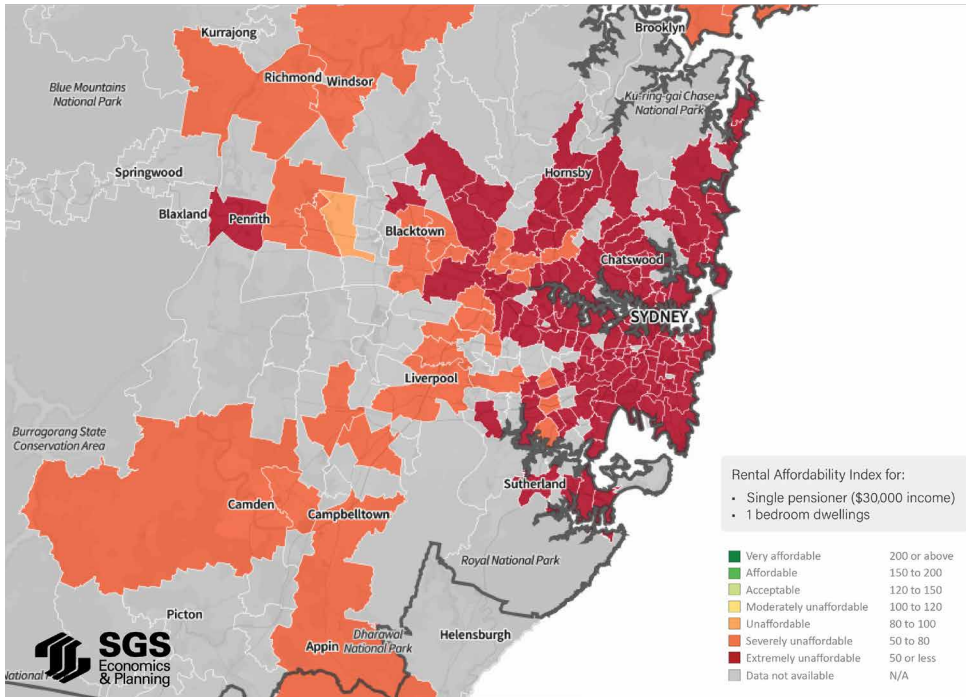 Brooklyn
Kurrajong
Richmond
Windsor
Blue Mountains
National Park
Ku-ring-gai Chase
National Park
Springwood
Hornsby
Blaxland
Penrith
Blacktown
Chatswood
SYDNEY
Liverpool
Burragorang State
Conservation Area
Sutherland
Camden
Campbelltown
Royal National Park
Picton
Appin
Dharawal
National Park
Helensburgh
SGS
Economics
& Planning
Rental Affordability Index for:
• Single pensioner ($30,000 income)
• 1 bedroom dwellings
Very affordable 200 or above
Affordable 150 to 200
Acceptable 120 to 150
Moderately unaffordable 100 to 120
Unaffordable 80 to 100
Severely unaffordable 50 to 80
Extremely unaffordable 50 or less
Data not available N/A